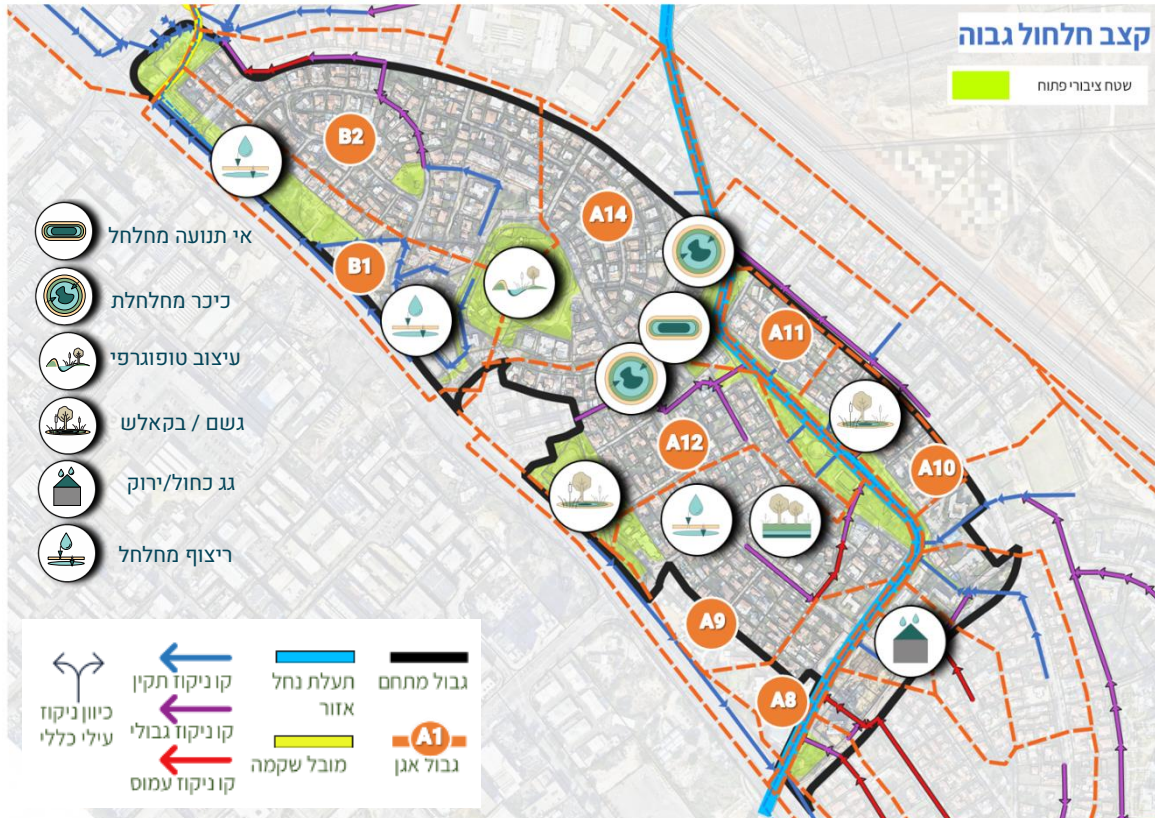 קצב חלחול גבוה
שטח ציבורי פתוח
B2
A14
B1
A11
A12
A10
A9
A8
אי תנועה מחלחל
כיכר מחלחלת
עיצוב טופוגרפי
גשם / בקאלש
גג כחול/ירוק
ריצוף מחלחל
גבול מתחם
תעלת נחל
אזור
קו ניקוז תקין
כיוון ניקוז
עילי כללי
קו ניקוז גבולי
A1
גבול אגן
מובל שקמה
קו ניקוז עמוס